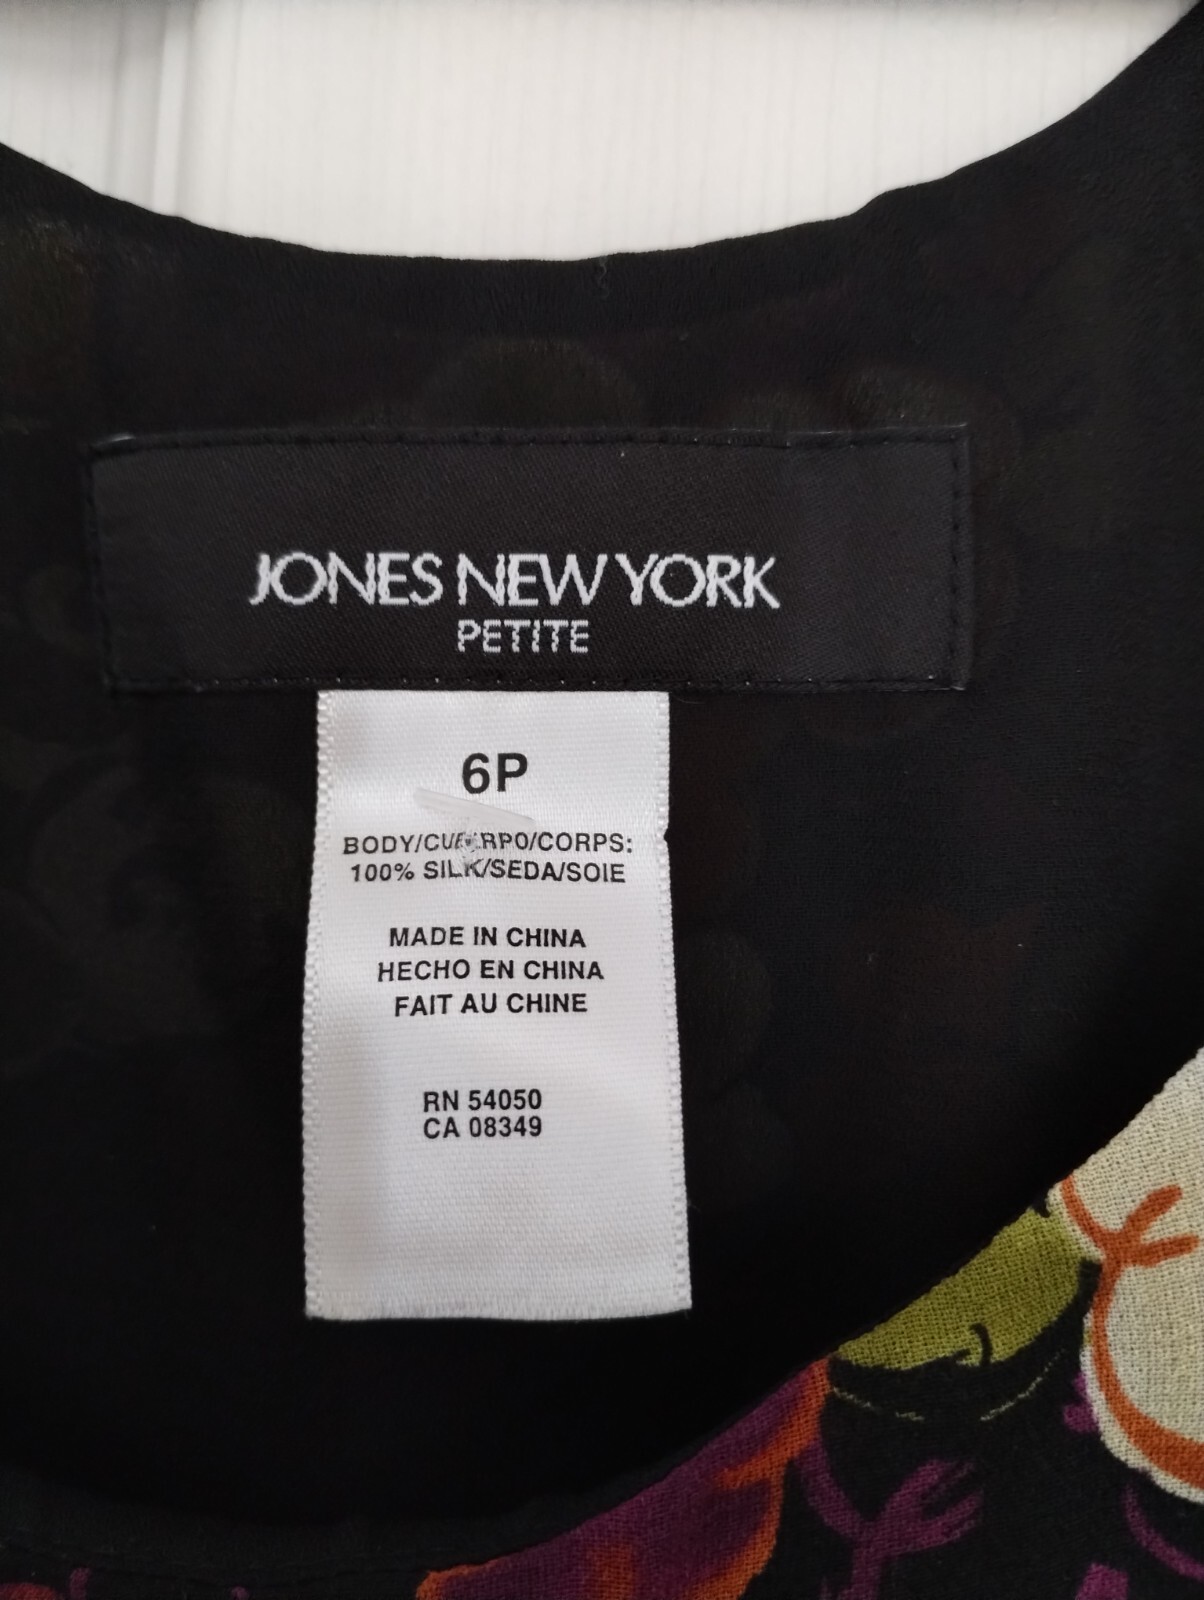 JONES NEW YORK
PETITE
6P
BODY/CUERPO/CORPS:
100% SILK/SEDA/SOIE
MADE IN CHINA
HECHO EN CHINA
FAIT AU CHINE
RN 54050
CA 08349